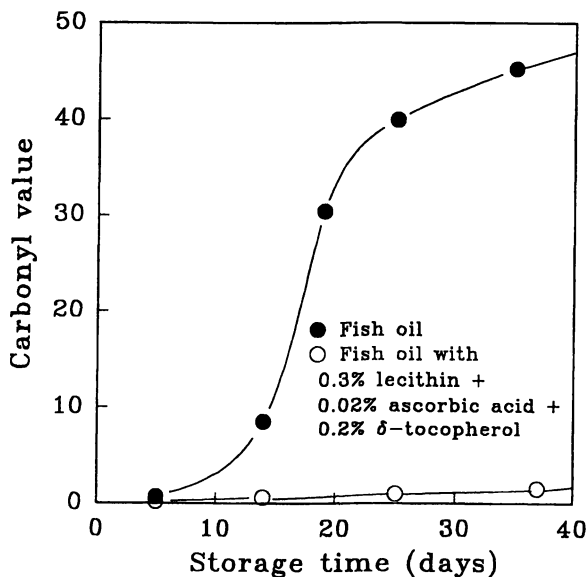 50
40
30
20
10
0
Carbonyl value
Fish oil
Fish oil with
0.3% lecithin +
0.02% ascorbic acid +
0.2% δ-tocopherol
0 10 20 30 40
Storage time (days)